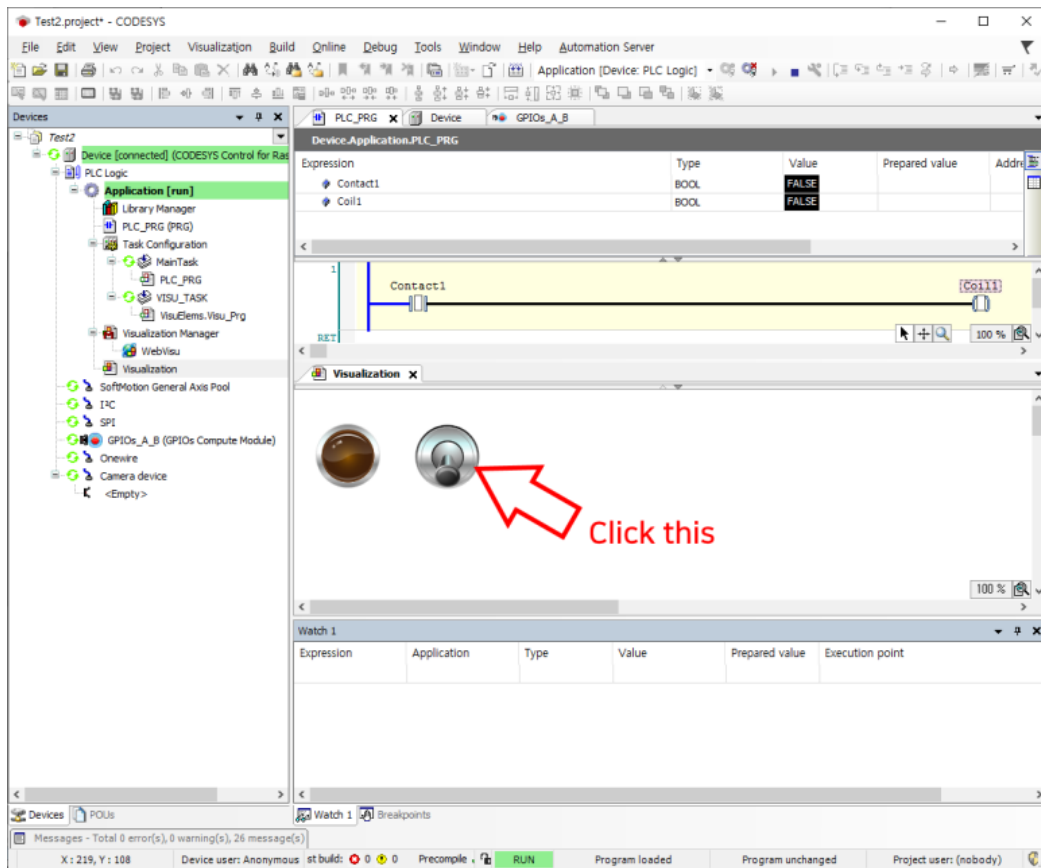 Test2.project* - CODESYS
File Edit View Project Visualization Build Online Debug Tools Window Help Automation Server
Application [Device: PLC Logic]
Devices
Test2
Device [connected] (CODESYS Control for Ras
PLC Logic
Application [run]
Library Manager
PLC_PRG (PRG)
Task Configuration
MainTask
PLC_PRG
VISU_TASK
VisuElems.Visu_Prg
Visualization Manager
WebVisu
Visualization
SoftMotion General Axis Pool
I²C
SPI
GPIOs_A_B (GPIOs Compute Module)
Onewire
Camera device
<Empty>
Devices POUs
PLC_PRG Device GPIOs_A_B
Device.Application.PLC_PRG
Expression Type Value Prepared value Addre
Contact1 BOOL FALSE
Coil1 BOOL FALSE
1
Contact1 Coil1
RET
100 %
Visualization
Click this
100 %
Watch 1
Expression Application Type Value Prepared value Execution point
Watch 1 Breakpoints
Messages - Total 0 error(s), 0 warning(s), 26 message(s)
X : 219, Y : 108 Device user: Anonymous st build: 0 0 Precompile RUN Program loaded Program unchanged Project user: (nobody)